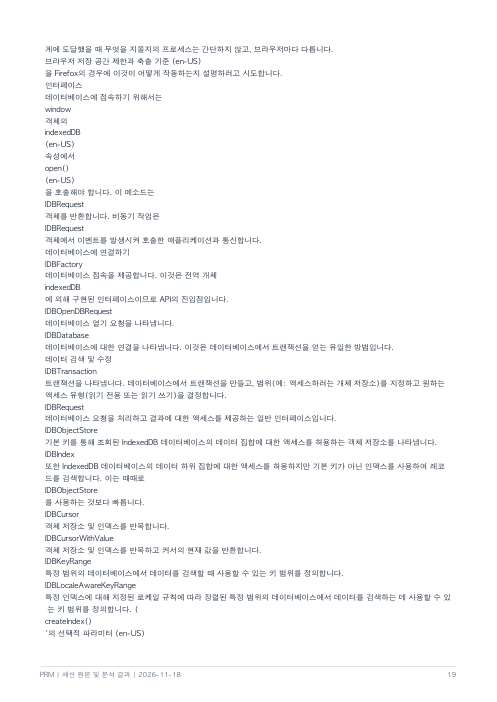 게에 도달했을 때 무엇을 지울지의 프로세스는 간단하지 않고, 브라우저마다 다릅니다.
브라우저 저장 공간 제한과 축출 기준 (en-US)
을 Firefox의 경우에 이것이 어떻게 작동하는지 설명하려고 시도합니다.
인터페이스
데이터베이스에 접속하기 위해서는
window
객체의
indexedDB
(en-US)
속성에서
open()
(en-US)
을 호출해야 합니다. 이 메소드는
IDBRequest
객체를 반환합니다. 비동기 작업은
IDBRequest
객체에서 이벤트를 발생시켜 호출한 애플리케이션과 통신합니다.
데이터베이스에 연결하기
IDBFactory
데이터베이스 접속을 제공합니다. 이것은 전역 개체
indexedDB
에 의해 구현된 인터페이스이므로 API의 진입점입니다.
IDBOpenDBRequest
데이터베이스 열기 요청을 나타냅니다.
IDBDatabase
데이터베이스에 대한 연결을 나타냅니다. 이것은 데이터베이스에서 트랜잭션을 얻는 유일한 방법입니다.
데이터 검색 및 수정
IDBTransaction
트랜잭션을 나타냅니다. 데이터베이스에서 트랜잭션을 만들고, 범위(예: 액세스하려는 개체 저장소)를 지정하고 원하는
액세스 유형(읽기 전용 또는 읽기 쓰기)을 결정합니다.
IDBRequest
데이터베이스 요청을 처리하고 결과에 대한 액세스를 제공하는 일반 인터페이스입니다.
IDBObjectStore
기본 키를 통해 조회된 IndexedDB 데이터베이스의 데이터 집합에 대한 액세스를 허용하는 객체 저장소를 나타냅니다.
IDBIndex
또한 IndexedDB 데이터베이스의 데이터 하위 집합에 대한 액세스를 허용하지만 기본 키가 아닌 인덱스를 사용하여 레코
드를 검색합니다. 이는 때때로
IDBObjectStore
를 사용하는 것보다 빠릅니다.
IDBCursor
객체 저장소 및 인덱스를 반복합니다.
IDBCursorWithValue
객체 저장소 및 인덱스를 반복하고 커서의 현재 값을 반환합니다.
IDBKeyRange
특정 범위의 데이터베이스에서 데이터를 검색할 때 사용할 수 있는 키 범위를 정의합니다.
IDBLocaleAwareKeyRange
특정 인덱스에 대해 지정된 로케일 규칙에 따라 정렬된 특정 범위의 데이터베이스에서 데이터를 검색하는 데 사용할 수 있
는 키 범위를 정의합니다. (
createIndex()
'의 선택적 파라미터 (en-US)
PRM | 세션 원문 및 분석 결과 | 2026-11-18
19